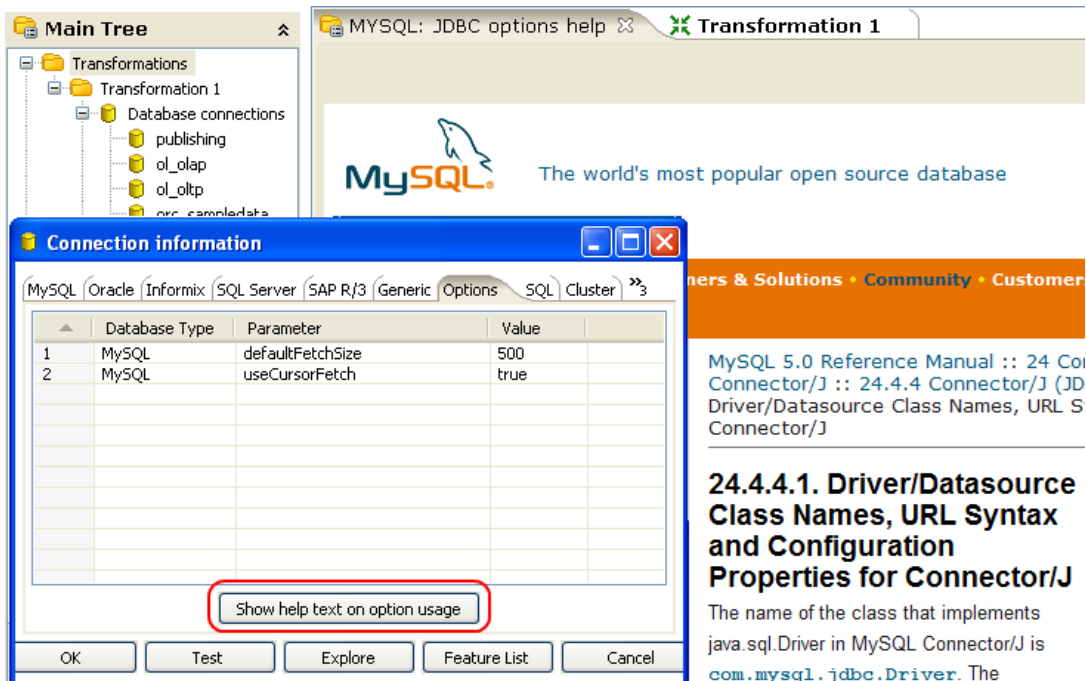 Main Tree
Transformations
Transformation 1
Database connections
publishing
ol_olap
ol_oltp
orc_sampledata
MYSQL: JDBC options help
Transformation 1
MySQL.
The world's most popular open source database
ners & Solutions • Community • Customers
Connection information
MySQL Oracle Informix SQL Server SAP R/3 Generic Options SQL Cluster »3
Database Type Parameter Value
1 MySQL defaultFetchSize 500
2 MySQL useCursorFetch true
Show help text on option usage
OK Test Explore Feature List Cancel
MySQL 5.0 Reference Manual :: 24 Con
Connector/J :: 24.4.4 Connector/J (JD
Driver/Datasource Class Names, URL S
Connector/J
24.4.4.1. Driver/Datasource
Class Names, URL Syntax
and Configuration
Properties for Connector/J
The name of the class that implements
java.sql.Driver in MySQL Connector/J is
com.mysql.jdbc.Driver. The